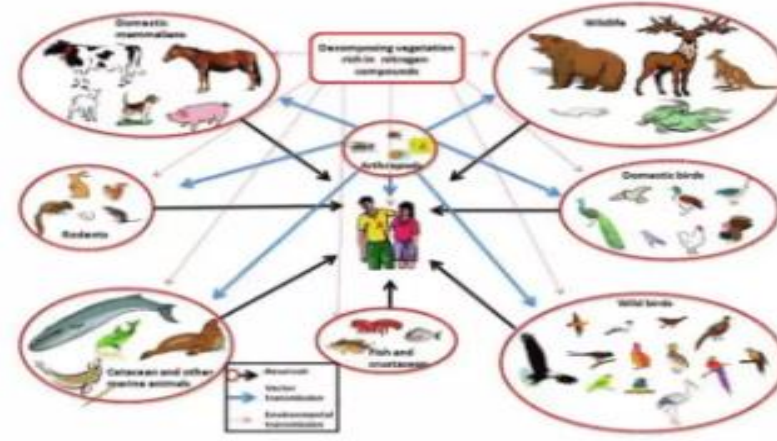 Domestic
mammalians
Decomposing vegetation
rich in nitrogen
compounds
Wildlife
Arthropods
Domestic birds
Rodents
Wild birds
Fish and
crustacean
Cetacean and other
marine animals
Reservoir
Vector
transmission
Environmental
transmission